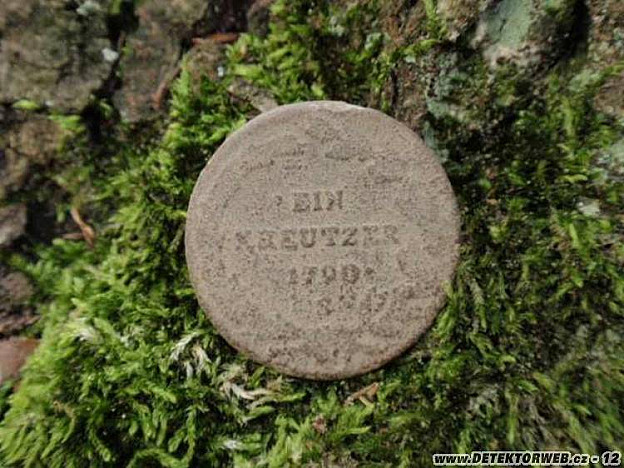 EIN
KREUTZER
1790
www.DETEKTORWEB.cz - 12